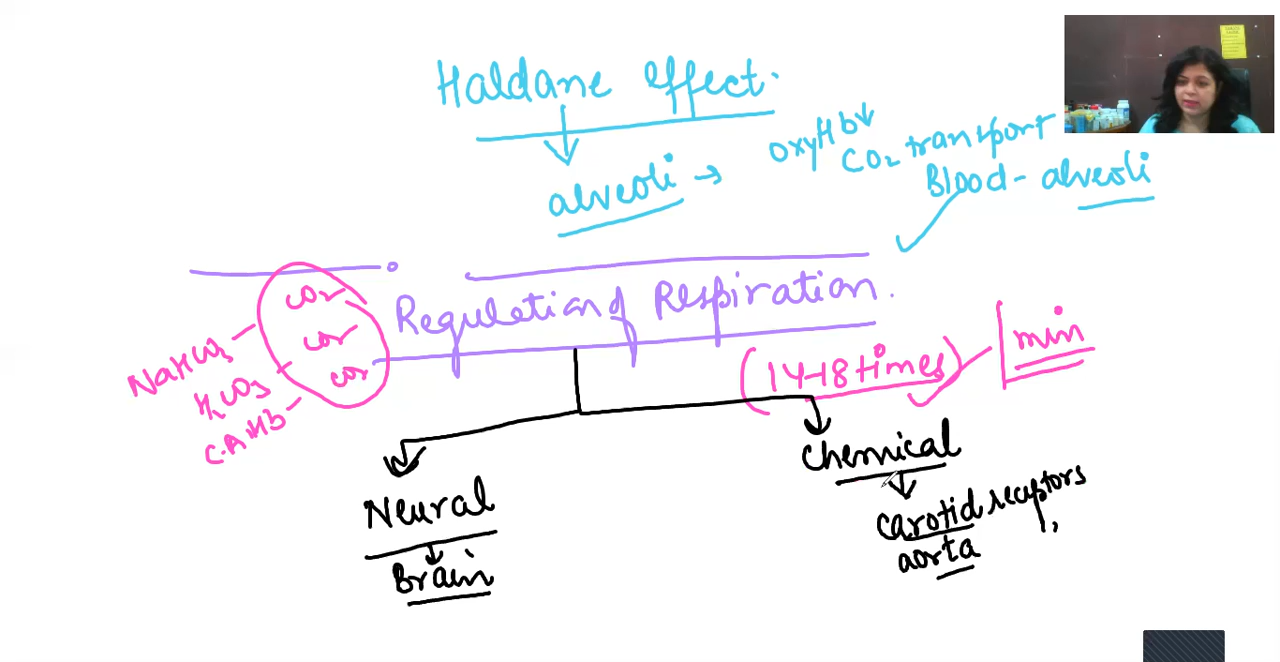 Haldane effect.
alveoli → oxyHb↓
CO2 transport
Blood - alveoli
Regulation of Respiration.
CO2
CO2
CO2
NaHCO3
H2CO3
C.AHb
(14-18 times) min
Neural
Brain
Chemical
Carotid receptors
aorta "